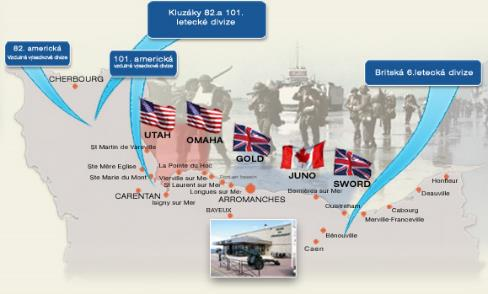 Kluzáky 82.a 101.
letecké divize
82. americká
Vzdušná výsadková divize
101. americká
Vzdušná výsadková divize
Britská 6.letecká divize
CHERBOURG
UTAH
OMAHA
GOLD
JUNO
SWORD
St Martin de Varreville
Ste Mère Eglise
Ste Marie du Mont
CARENTAN
La Pointe du Hoc
Vierville sur Mer
St Laurent sur Mer
Longues sur Mer
Isigny sur Mer
ARROMANCHES
BAYEUX
Bernières sur Mer
Ouistreham
Bénouville
Caen
Merville-Franceville
Cabourg
Deauville
Honfleur